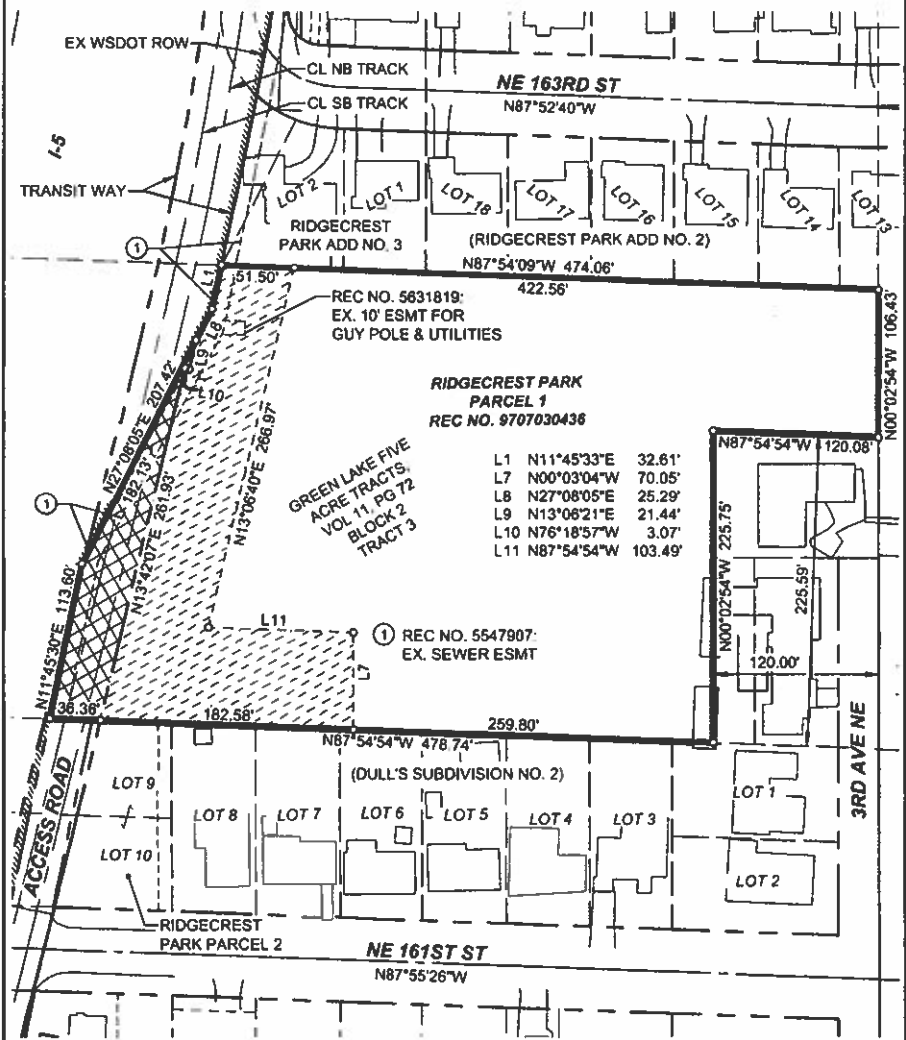 EX WSDOT ROW
CL NB TRACK
CL SB TRACK
NE 163RD ST
N87°52'40"W
I-5
TRANSIT WAY
LOT 2
LOT 1
LOT 18
LOT 17
LOT 16
LOT 15
LOT 14
LOT 13
RIDGECREST
PARK ADD NO. 3
(RIDGECREST PARK ADD NO. 2)
1
N87°54'09"W 474.06'
L1
51.50'
422.56'
REC NO. 5631819:
EX. 10' ESMT FOR
GUY POLE & UTILITIES
L8
L9
L10
N00°02'54"W 106.43'
RIDGECREST PARK
PARCEL 1
REC NO. 9707030436
N27°08'05"E 207.42'
182.13'
N13°42'07"E 261.93'
N13°06'40"E 266.97'
GREEN LAKE FIVE
ACRE TRACTS,
VOL 11, PG 72
BLOCK 2
TRACT 3
L1 N11°45'33"E 32.61'
L7 N00°03'04"W 70.05'
L8 N27°08'05"E 25.29'
L9 N13°06'21"E 21.44'
L10 N76°18'57"W 3.07'
L11 N87°54'54"W 103.49'
N87°54'54"W 120.08'
N00°02'54"W 225.75'
225.59'
1
N11°45'30"E 113.60'
L11
1 REC NO. 5547907:
EX. SEWER ESMT
L7
120.00'
36.36'
182.58'
259.80'
N87°54'54"W 478.74'
(DULL'S SUBDIVISION NO. 2)
3RD AVE NE
ACCESS ROAD
LOT 9
LOT 10
LOT 8
LOT 7
LOT 6
LOT 5
LOT 4
LOT 3
LOT 1
LOT 2
RIDGECREST
PARK PARCEL 2
NE 161ST ST
N87°55'26"W